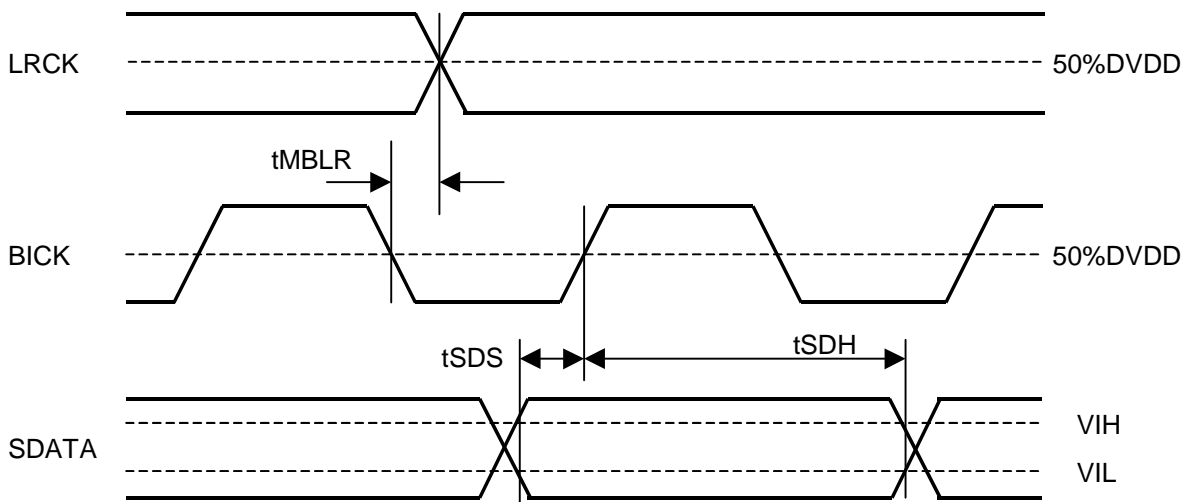 LRCK
50%DVDD
tMBLR
BICK
50%DVDD
tSDS
tSDH
SDATA
VIH
VIL